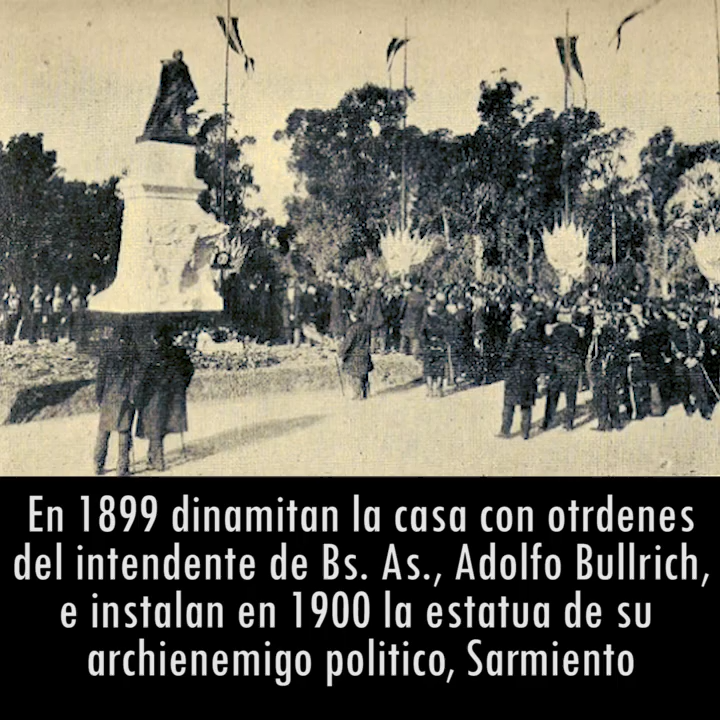 En 1899 dinamitan la casa con otrdenes
del intendente de Bs. As., Adolfo Bullrich,
e instalan en 1900 la estatua de su
archienemigo politico, Sarmiento